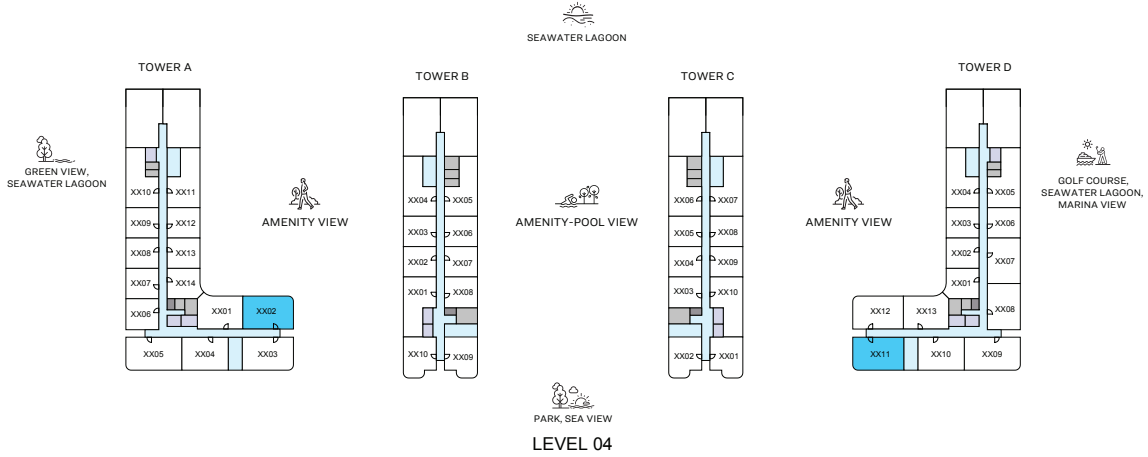 SEAWATER LAGOON
TOWER A
TOWER B
TOWER C
TOWER D
GREEN VIEW,
SEAWATER LAGOON
AMENITY VIEW
AMENITY-POOL VIEW
AMENITY VIEW
GOLF COURSE,
SEAWATER LAGOON,
MARINA VIEW
XX10 XX11
XX09 XX12
XX08 XX13
XX07 XX14
XX06 XX01 XX02
XX05 XX04 XX03
XX04 XX05
XX03 XX06
XX02 XX07
XX01 XX08
XX10 XX09
XX06 XX07
XX05 XX08
XX04 XX09
XX03 XX10
XX02 XX01
XX04 XX05
XX03 XX06
XX02 XX07
XX01
XX12 XX13 XX08
XX11 XX10 XX09
PARK, SEA VIEW
LEVEL 04